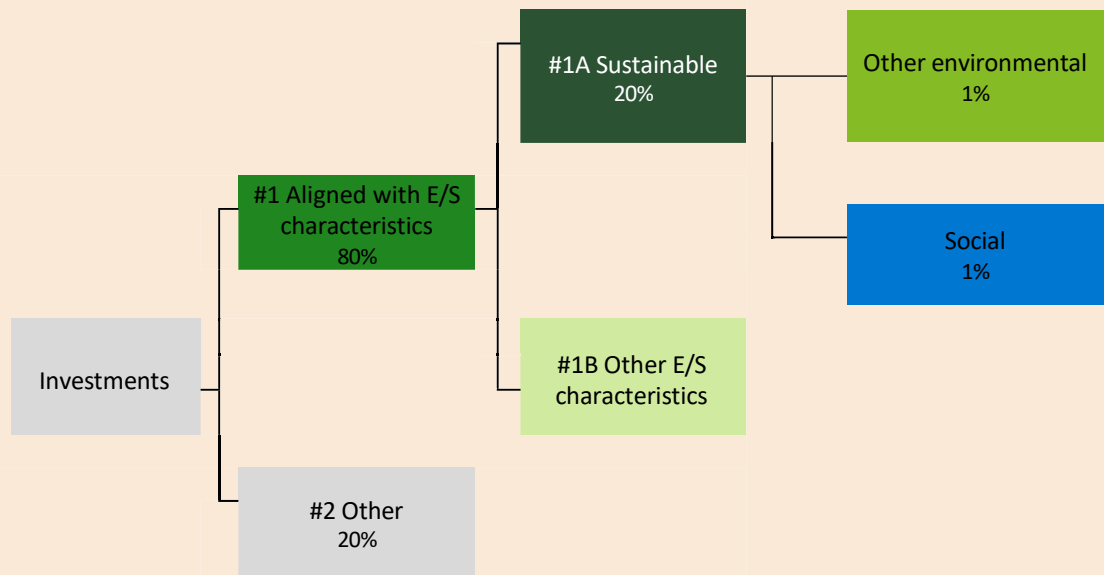 #1A Sustainable
20%
Other environmental
1%
#1 Aligned with E/S
characteristics
80%
Social
1%
Investments
#1B Other E/S
characteristics
#2 Other
20%